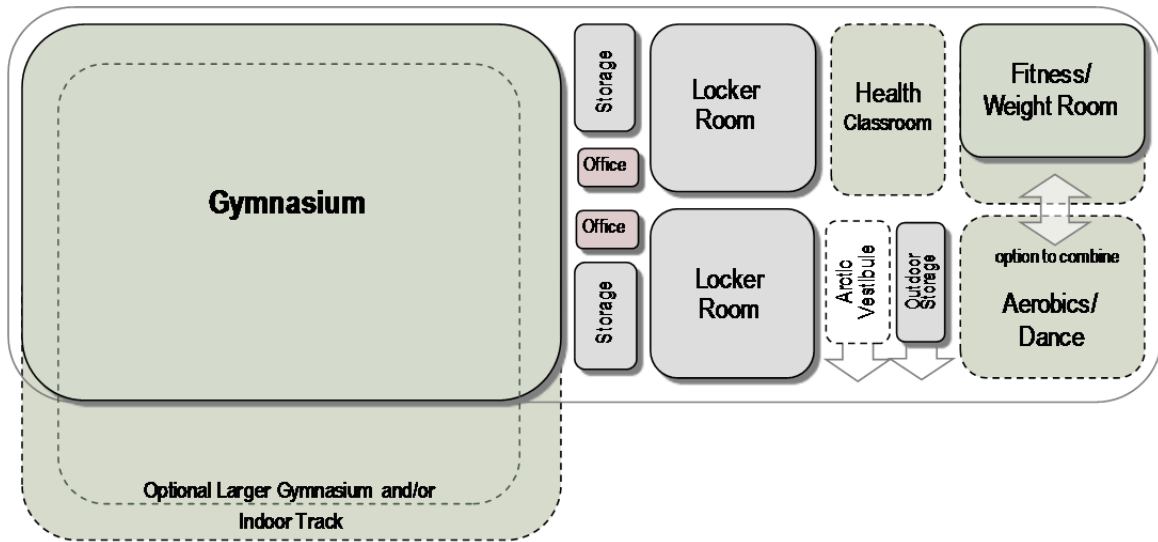 Gymnasium
Optional Larger Gymnasium and/or
Indoor Track
Storage
Office
Office
Storage
Locker
Room
Locker
Room
Health
Classroom
Arctic
Vestibule
Outdoor
Storage
Fitness/
Weight Room
option to combine
Aerobics/
Dance